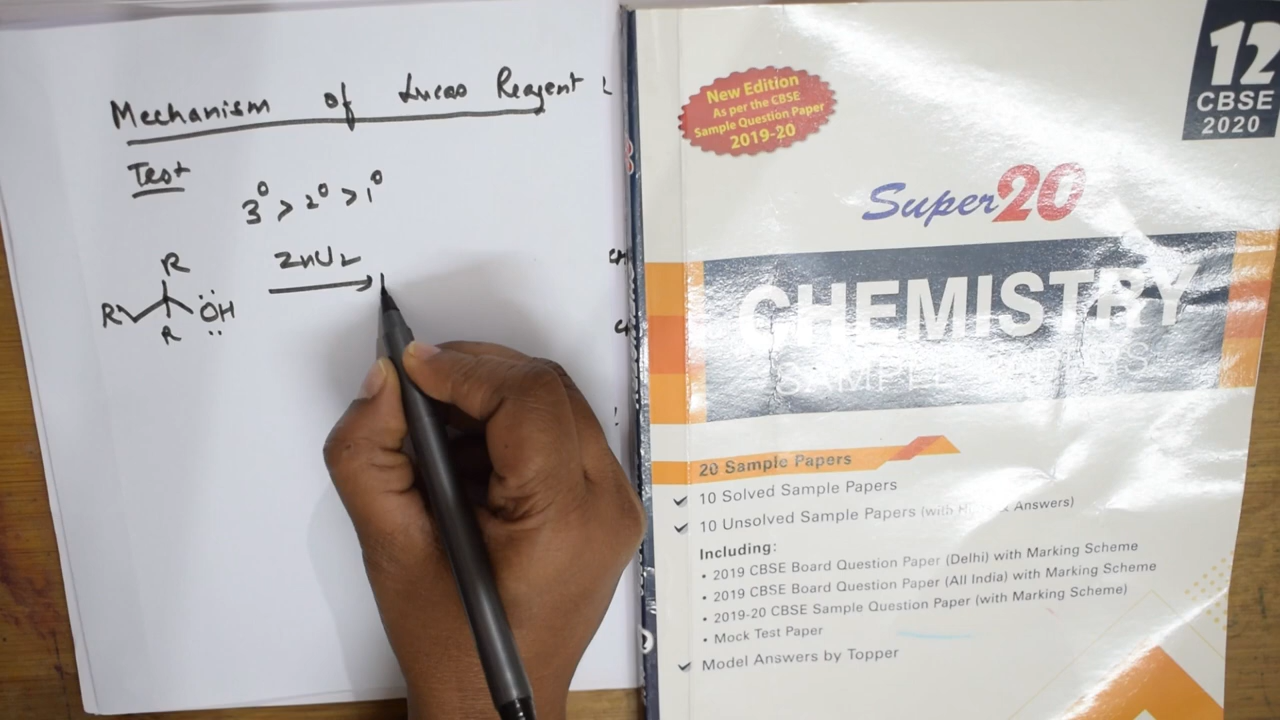 Mechanism of Lucas Reagent
Test
3° > 2° > 1°
R
ZnCl2
R
OH
R
New Edition
As per the CBSE
Sample Question Paper
2019-20
12
CBSE
2020
Super20
CHEMISTRY
SAMPLE PAPERS
20 Sample Papers
10 Solved Sample Papers
10 Unsolved Sample Papers (with & Answers)
Including:
• 2019 CBSE Board Question Paper (Delhi) with Marking Scheme
• 2019 CBSE Board Question Paper (All India) with Marking Scheme
• 2019-20 CBSE Sample Question Paper (with Marking Scheme)
• Mock Test Paper
Model Answers by Topper